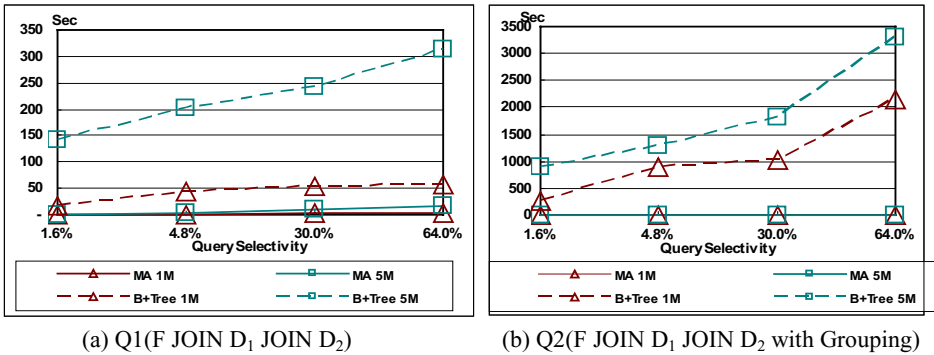 Sec
350
300
250
200
150
100
50
-
1.6% 4.8% 30.0% 64.0%
Query Selectivity
MA 1M MA 5M
B+Tree 1M B+Tree 5M
(a) Q1(F JOIN D1 JOIN D2)
Sec
3500
3000
2500
2000
1500
1000
500
0
1.6% 4.8% 30.0% 64.0%
Query Selectivity
MA 1M MA 5M
B+Tree 1M B+Tree 5M
(b) Q2(F JOIN D1 JOIN D2 with Grouping)